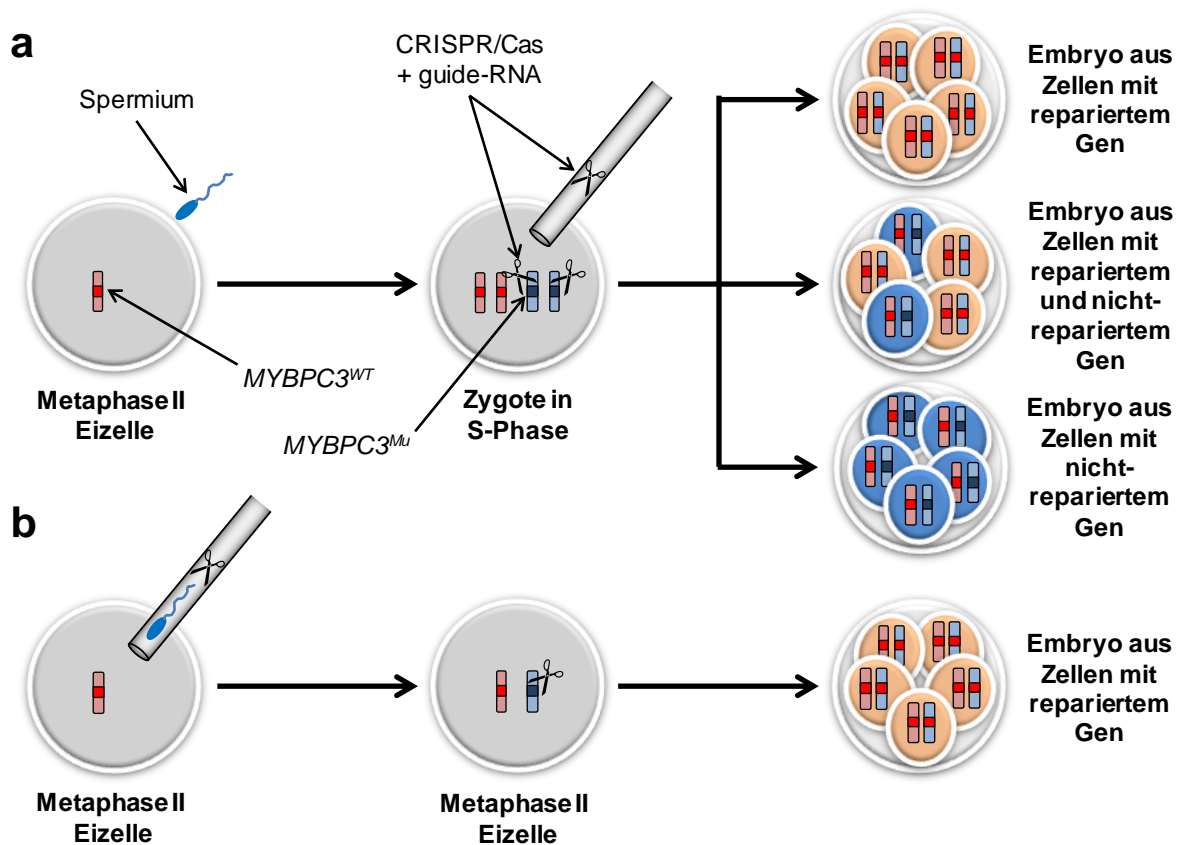 a
Spermium
CRISPR/Cas
+ guide-RNA
MYBPC3WT
Metaphase II
Eizelle
MYBPC3Mu
Zygote in
S-Phase
Embryo aus
Zellen mit
repariertem
Gen
Embryo aus
Zellen mit
repariertem
und nicht-
repariertem
Gen
Embryo aus
Zellen mit
nicht-
repariertem
Gen
b
Metaphase II
Eizelle
Metaphase II
Eizelle
Embryo aus
Zellen mit
repariertem
Gen